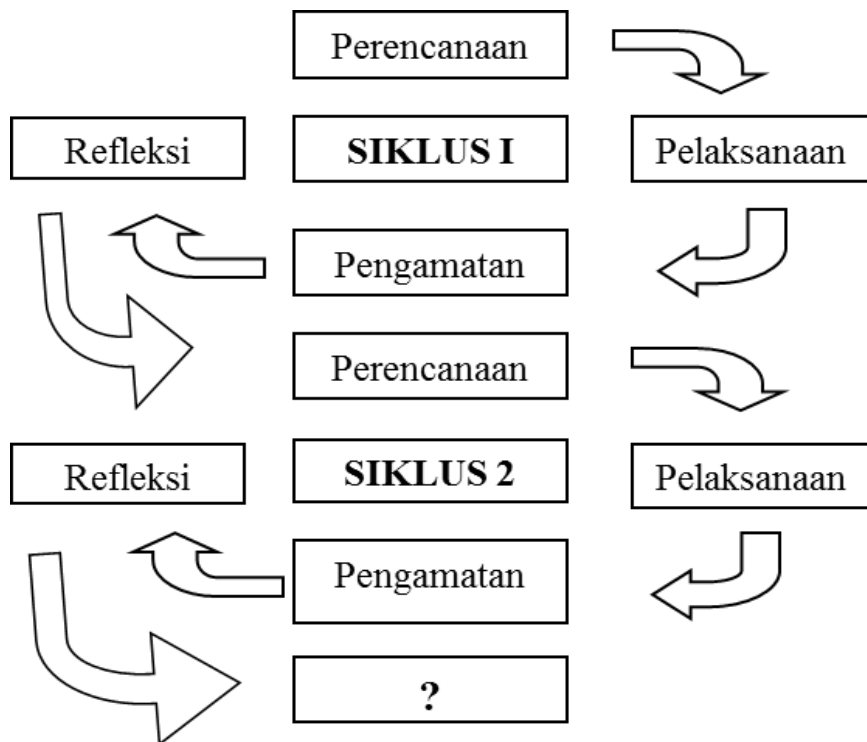 Perencanaan
Refleksi
SIKLUS I
Pelaksanaan
Pengamatan
Perencanaan
Refleksi
SIKLUS 2
Pelaksanaan
Pengamatan
?